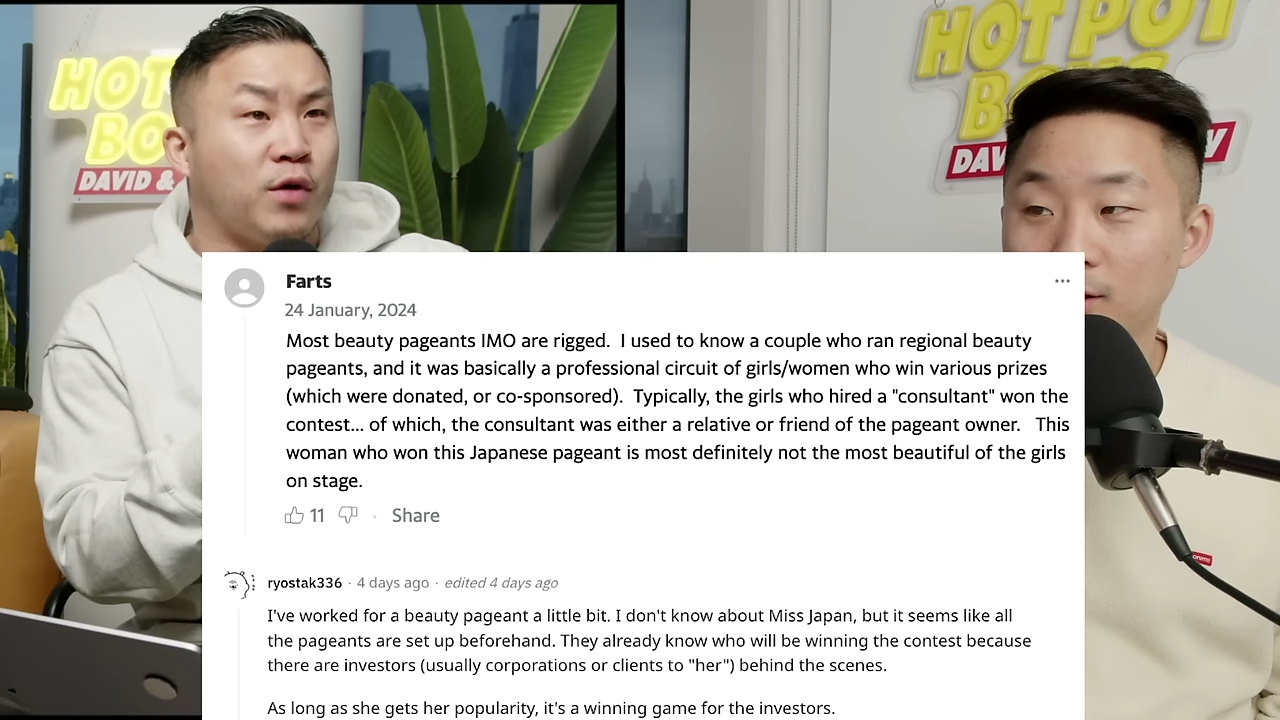 HOT
BO
DAVID &
HOT POT
B
DAV
Y
Farts
24 January, 2024
Most beauty pageants IMO are rigged.  I used to know a couple who ran regional beauty
pageants, and it was basically a professional circuit of girls/women who win various prizes
(which were donated, or co-sponsored).  Typically, the girls who hired a "consultant" won the
contest... of which, the consultant was either a relative or friend of the pageant owner.   This
woman who won this Japanese pageant is most definitely not the most beautiful of the girls
on stage.
11 · Share
ryostak336 · 4 days ago · edited 4 days ago
I've worked for a beauty pageant a little bit. I don't know about Miss Japan, but it seems like all
the pageants are set up beforehand. They already know who will be winning the contest because
there are investors (usually corporations or clients to "her") behind the scenes.
As long as she gets her popularity, it's a winning game for the investors.